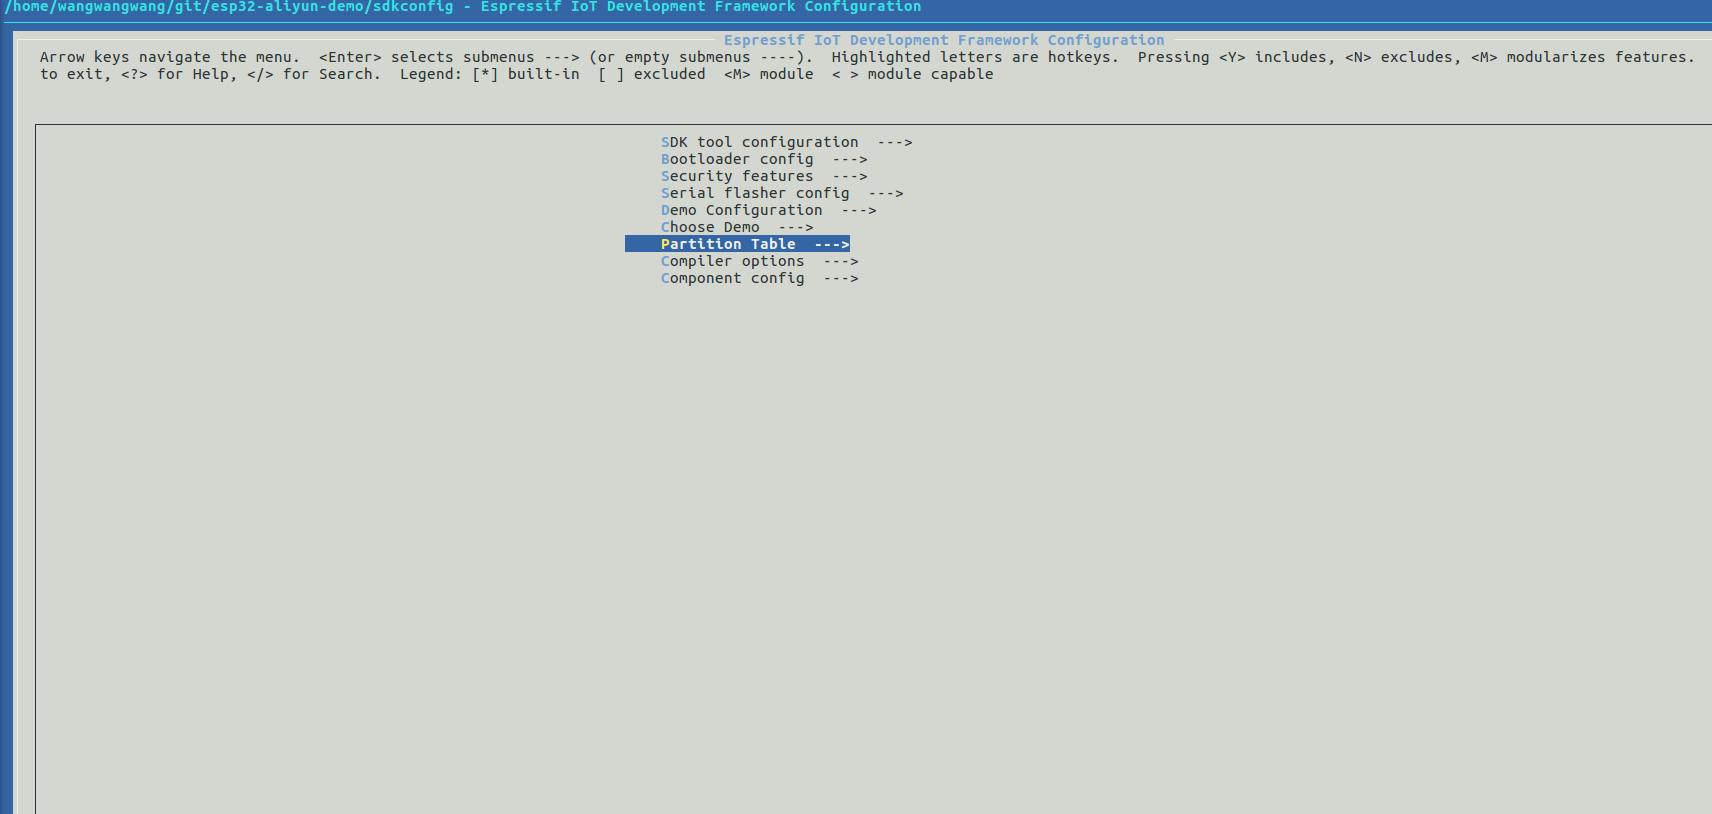 /home/wangwangwang/git/esp32-aliyun-demo/sdkconfig - Espressif IoT Development Framework Configuration
Espressif IoT Development Framework Configuration
Arrow keys navigate the menu.  <Enter> selects submenus ---> (or empty submenus ----).  Highlighted letters are hotkeys.  Pressing <Y> includes, <N> excludes, <M> modularizes features.
to exit, <?> for Help, </> for Search.  Legend: [*] built-in  [ ] excluded  <M> module  < > module capable
SDK tool configuration  --->
Bootloader config  --->
Security features  --->
Serial flasher config  --->
Demo Configuration  --->
Choose Demo  --->
Partition Table  --->
Compiler options  --->
Component config  --->